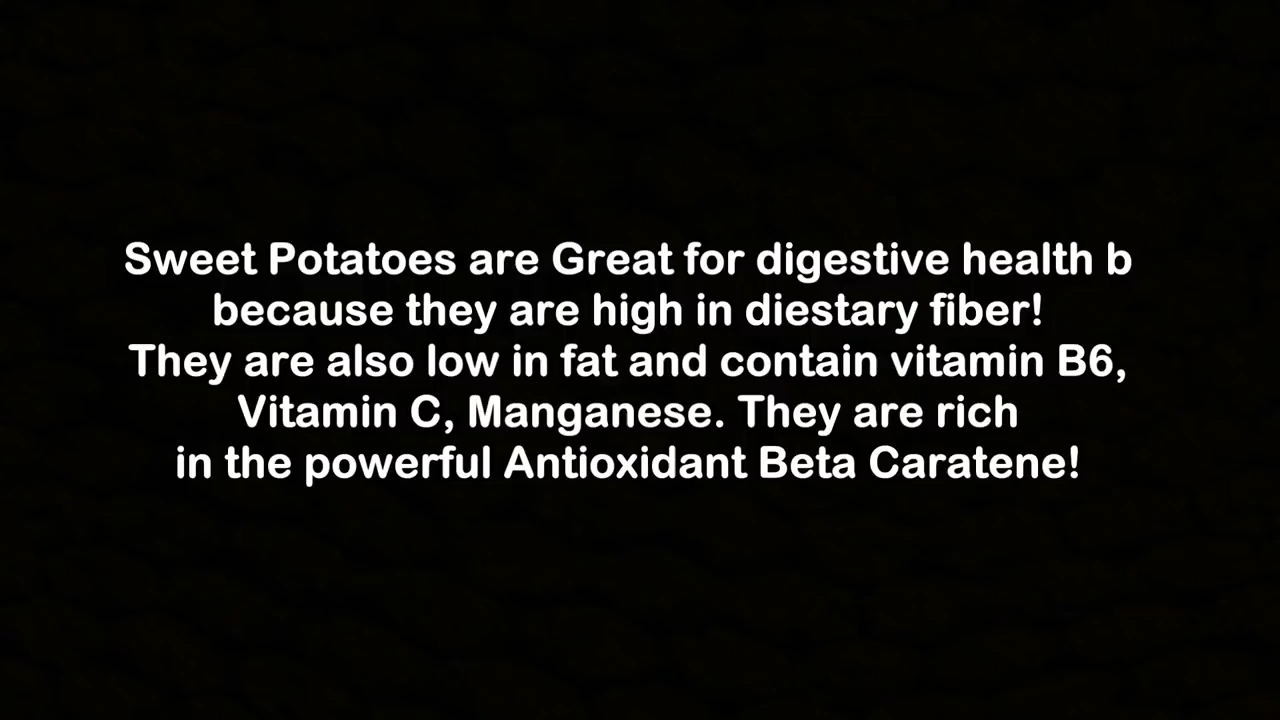 Sweet Potatoes are Great for digestive health b
because they are high in diestary fiber!
They are also low in fat and contain vitamin B6,
Vitamin C, Manganese. They are rich
in the powerful Antioxidant Beta Caratene!